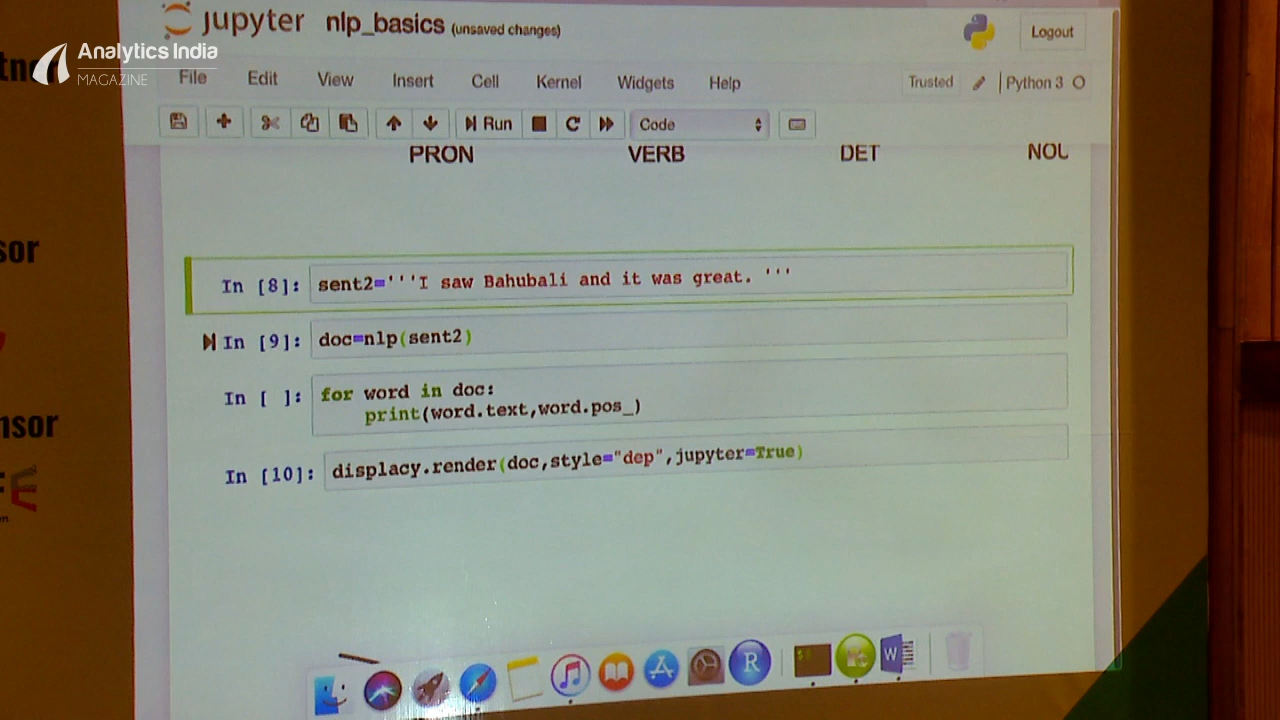 jupyter nlp_basics (unsaved changes) Logout
Analytics India
MAGAZINE
File Edit View Insert Cell Kernel Widgets Help Trusted Python 3
Run Code
PRON VERB DET
sor
In [8]: sent2='''I saw Bahubali and it was great. '''
In [9]: doc=nlp(sent2)
In [ ]: for word in doc:
print(word.text,word.pos_)
nsor
In [10]: displacy.render(doc,style="dep",jupyter=True)
R
W